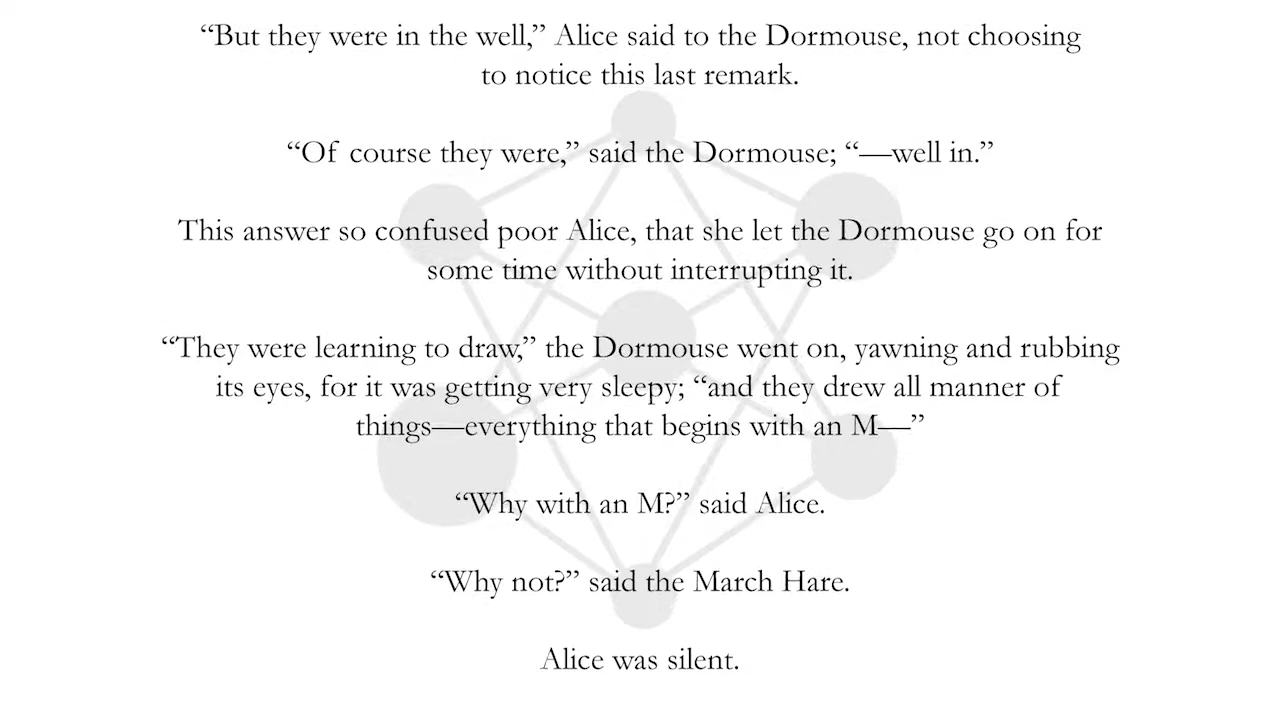 “But they were in the well,” Alice said to the Dormouse, not choosing
to notice this last remark.
“Of course they were,” said the Dormouse; “—well in.”
This answer so confused poor Alice, that she let the Dormouse go on for
some time without interrupting it.
“They were learning to draw,” the Dormouse went on, yawning and rubbing
its eyes, for it was getting very sleepy; “and they drew all manner of
things—everything that begins with an M—”
“Why with an M?” said Alice.
“Why not?” said the March Hare.
Alice was silent.